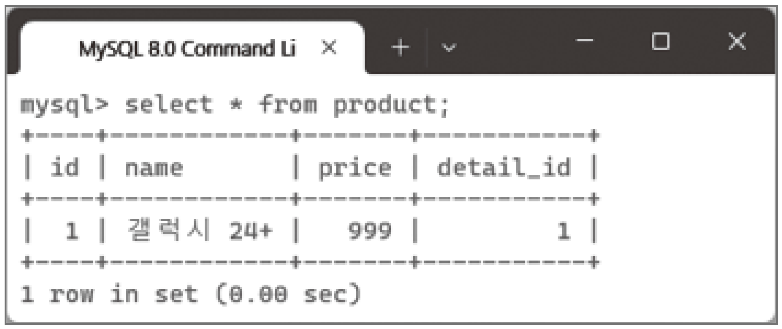 MySQL 8.0 Command Li
mysql> select * from product;
+----+------------+-------+-----------+
| id | name       | price | detail_id |
+----+------------+-------+-----------+
|  1 | 갤럭시 24+ |   999 |         1 |
+----+------------+-------+-----------+
1 row in set (0.00 sec)